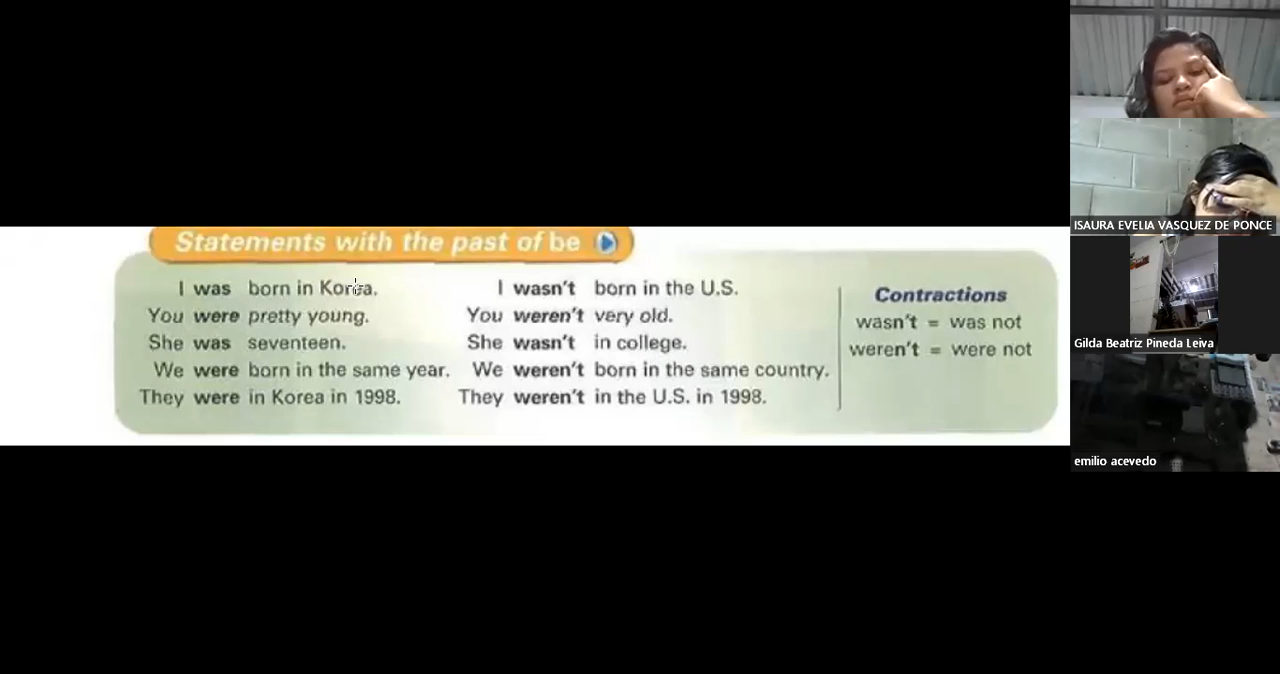 Statements with the past of be
I was born in Korea.
You were pretty young.
She was seventeen.
We were born in the same year.
They were in Korea in 1998.
I wasn't born in the U.S.
You weren't very old.
She wasn't in college.
We weren't born in the same country.
They weren't in the U.S. in 1998.
Contractions
wasn't = was not
weren't = were not
ISAURA EVELIA VASQUEZ DE PONCE
Gilda Beatriz Pineda Leiva
emilio acevedo